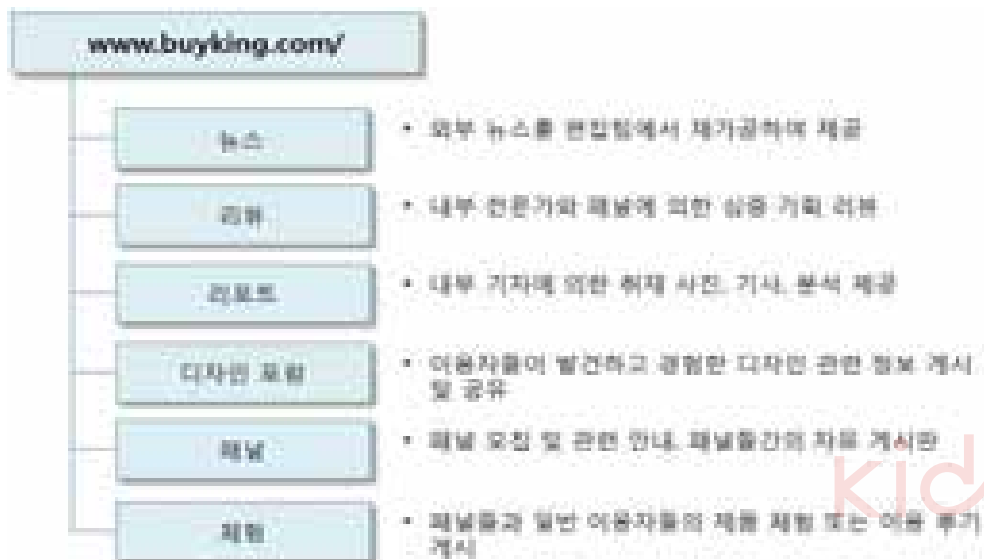 www.buyking.com/
뉴스
• 외부 뉴스를 편집팀에서 재가공하여 제공
리뷰
• 내부 전문가와 패널에 의한 심층 기획 리뷰
리포트
• 내부 기자에 의한 취재 사진, 기사, 분석 제공
디자인 포럼
• 이용자들이 발견하고 경험한 디자인 관련 정보 게시
및 공유
패널
• 패널 모집 및 관련 안내, 패널들간의 자유 게시판
체험
• 패널들과 일반 이용자들의 제품 체험 또는 이용 후기
게시
kid